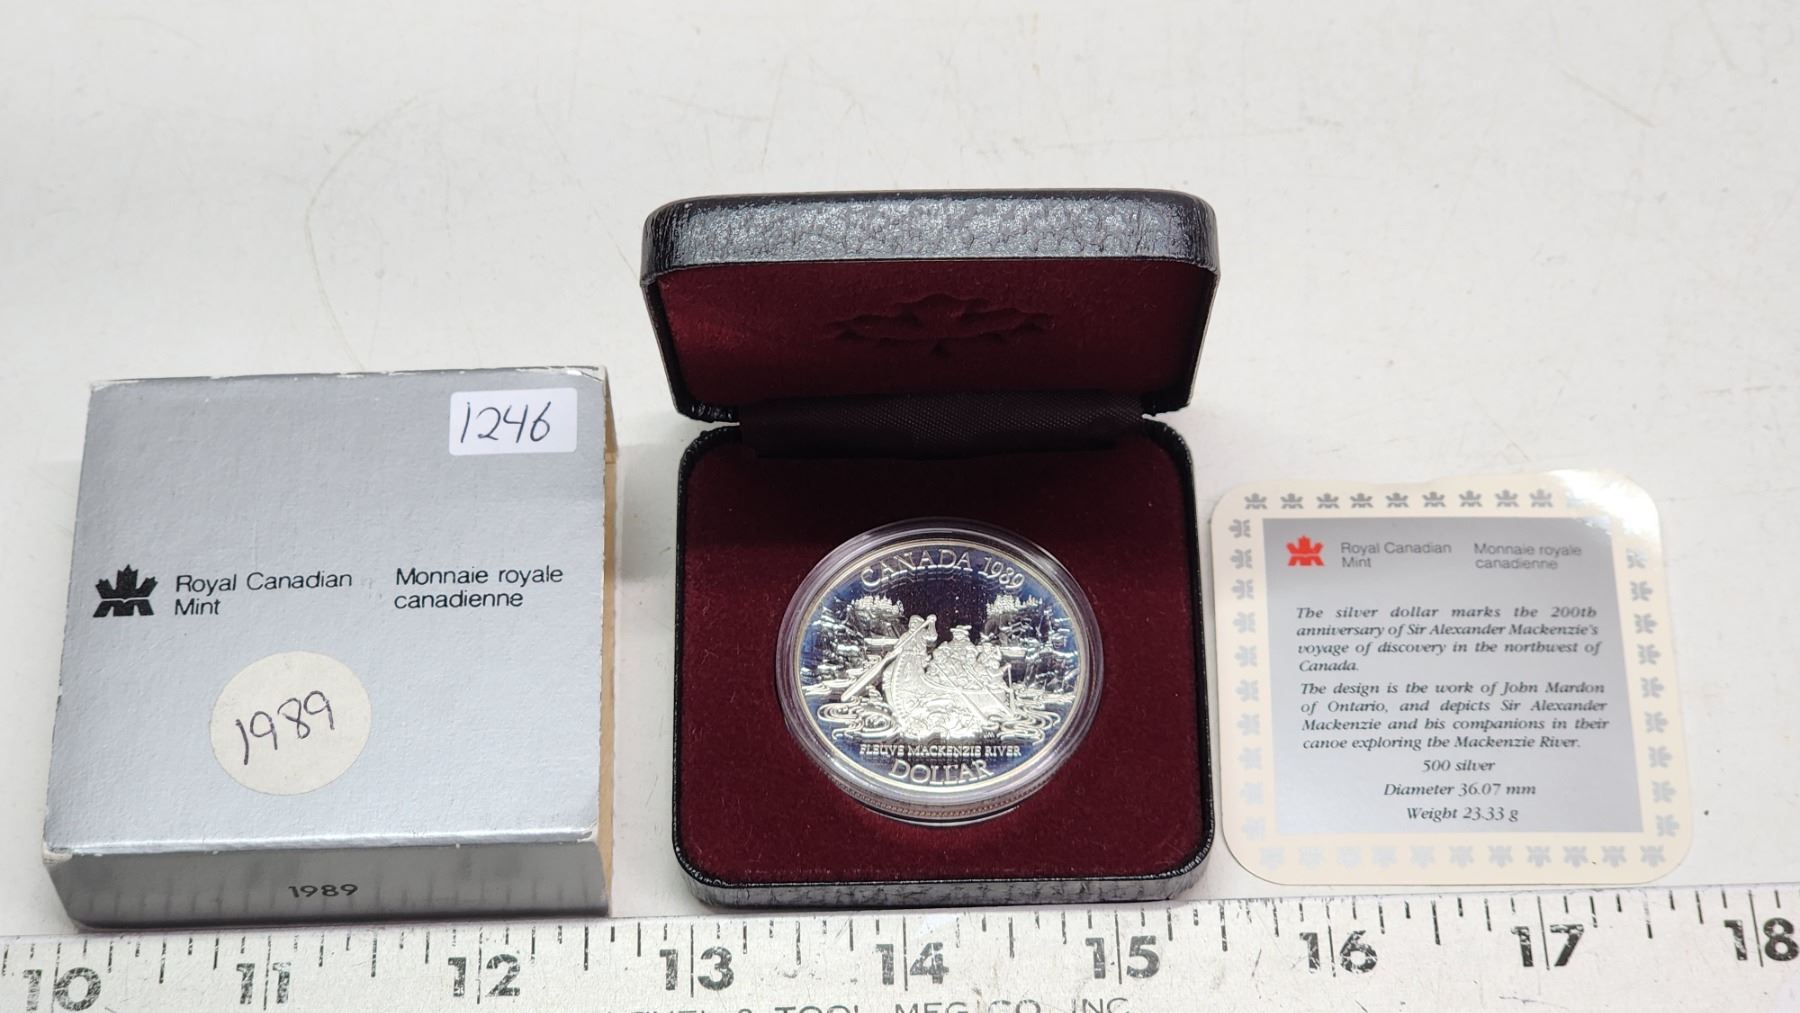 1246
Royal Canadian Mint
Monnaie royale canadienne
1989
1989
CANADA 1989
FLEUVE MACKENZIE RIVER
DOLLAR
Royal Canadian Mint
Monnaie royale canadienne
The silver dollar marks the 200th
anniversary of Sir Alexander Mackenzie's
voyage of discovery in the northwest of
Canada.
The design is the work of John Mardon
of Ontario, and depicts Sir Alexander
Mackenzie and his companions in their
canoe exploring the Mackenzie River.
500 silver
Diameter 36.07 mm
Weight 23.33 g
10 11 12 13 14 15 16 17 18
& TOOL MFG CO INC